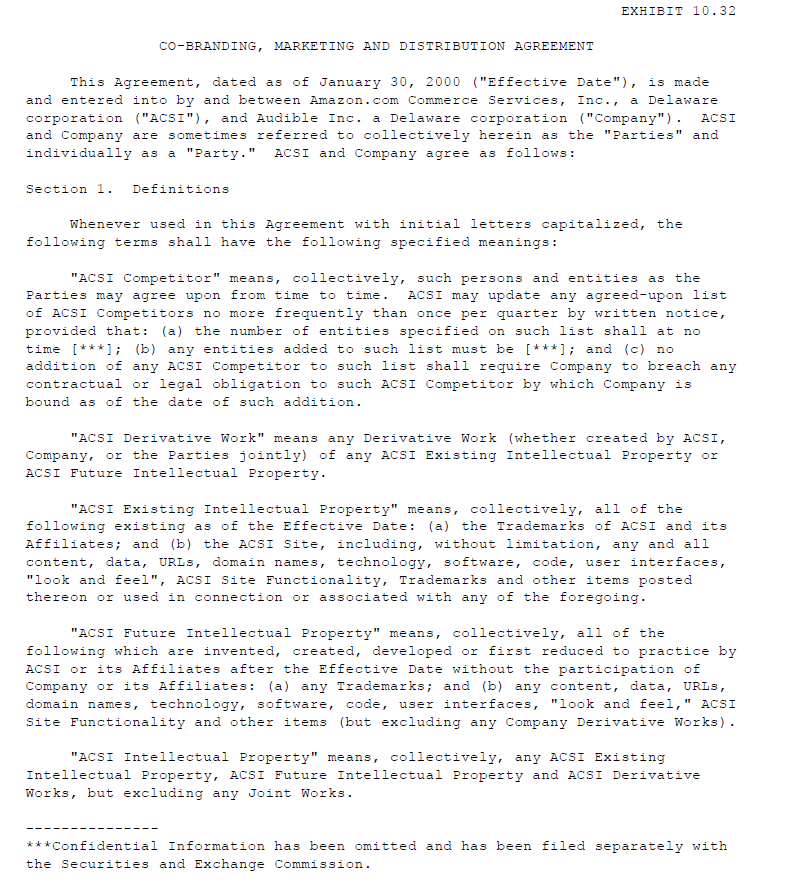 EXHIBIT 10.32
CO-BRANDING, MARKETING AND DISTRIBUTION AGREEMENT
This Agreement, dated as of January 30, 2000 ("Effective Date"), is made
and entered into by and between Amazon.com Commerce Services, Inc., a Delaware
corporation ("ACSI"), and Audible Inc. a Delaware corporation ("Company").  ACSI
and Company are sometimes referred to collectively herein as the "Parties" and
individually as a "Party."  ACSI and Company agree as follows:
Section 1.  Definitions
Whenever used in this Agreement with initial letters capitalized, the
following terms shall have the following specified meanings:
"ACSI Competitor" means, collectively, such persons and entities as the
Parties may agree upon from time to time.  ACSI may update any agreed-upon list
of ACSI Competitors no more frequently than once per quarter by written notice,
provided that: (a) the number of entities specified on such list shall at no
time [***]; (b) any entities added to such list must be [***]; and (c) no
addition of any ACSI Competitor to such list shall require Company to breach any
contractual or legal obligation to such ACSI Competitor by which Company is
bound as of the date of such addition.
"ACSI Derivative Work" means any Derivative Work (whether created by ACSI,
Company, or the Parties jointly) of any ACSI Existing Intellectual Property or
ACSI Future Intellectual Property.
"ACSI Existing Intellectual Property" means, collectively, all of the
following existing as of the Effective Date: (a) the Trademarks of ACSI and its
Affiliates; and (b) the ACSI Site, including, without limitation, any and all
content, data, URLs, domain names, technology, software, code, user interfaces,
"look and feel", ACSI Site Functionality, Trademarks and other items posted
thereon or used in connection or associated with any of the foregoing.
"ACSI Future Intellectual Property" means, collectively, all of the
following which are invented, created, developed or first reduced to practice by
ACSI or its Affiliates after the Effective Date without the participation of
Company or its Affiliates: (a) any Trademarks; and (b) any content, data, URLs,
domain names, technology, software, code, user interfaces, "look and feel," ACSI
Site Functionality and other items (but excluding any Company Derivative Works).
"ACSI Intellectual Property" means, collectively, any ACSI Existing
Intellectual Property, ACSI Future Intellectual Property and ACSI Derivative
Works, but excluding any Joint Works.
---------------
***Confidential Information has been omitted and has been filed separately with
the Securities and Exchange Commission.